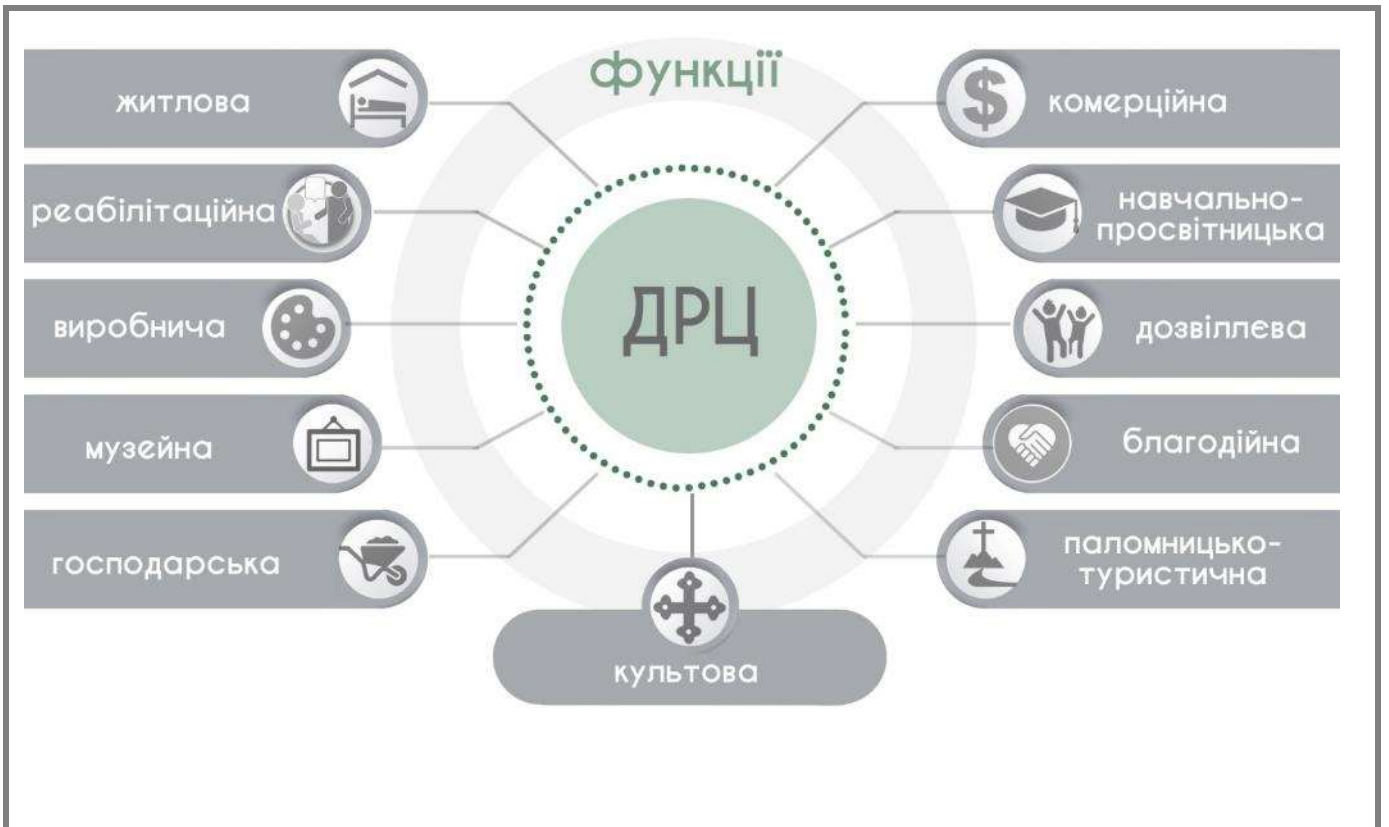 функції
житлова
реабілітаційна
виробнича
музейна
господарська
ДРЦ
комерційна
навчально-
просвітницька
дозвіллєва
благодійна
паломницько-
туристична
культова